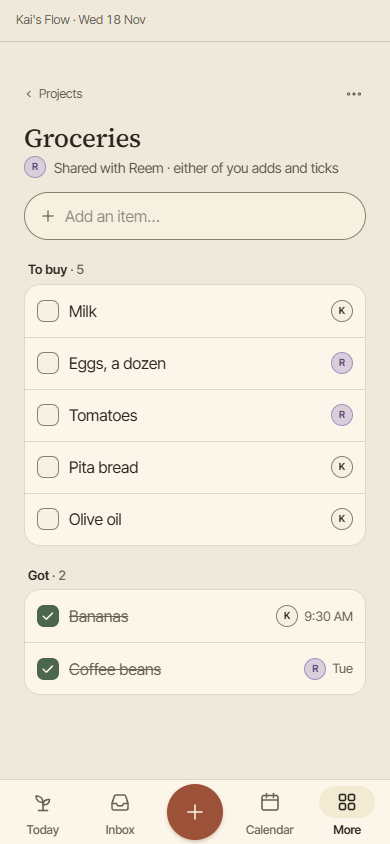 Kai's Flow · Wed 18 Nov
Projects
Groceries
R Shared with Reem · either of you adds and ticks
Add an item...
To buy · 5
Milk K
Eggs, a dozen R
Tomatoes R
Pita bread K
Olive oil K
Got · 2
Bananas K 9:30 AM
Coffee beans R Tue
Today Inbox Calendar More